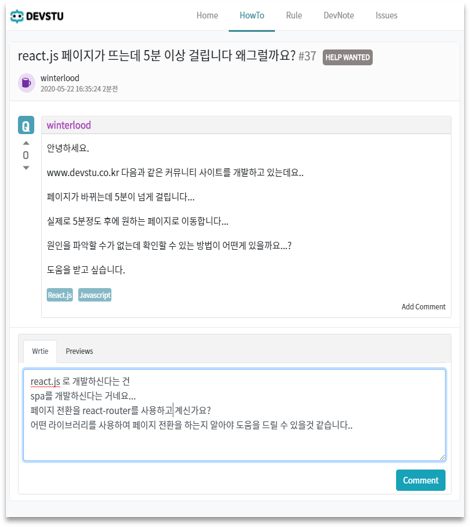 DEVSTU
Home HowTo Rule DevNote Issues
react.js 페이지가 뜨는데 5분 이상 걸립니다 왜그럴까요? #37 HELP WANTED
winterlood
2020-05-22 16:35:24 2분전
Q winterlood
0
안녕하세요.
www.devstu.co.kr 다음과 같은 커뮤니티 사이트를 개발하고 있는데요..
페이지가 바뀌는데 5분이 넘게 걸립니다...
실제로 5분정도 후에 원하는 페이지로 이동합니다...
원인을 파악할 수가 없는데 확인할 수 있는 방법이 어떤게 있을까요...?
도움을 받고 싶습니다.
React.js Javascript
Add Comment
Wrtie Previews
react.js 로 개발하신다는 건
spa를 개발하신다는 거네요...
페이지 전환을 react-router를 사용하고계신가요?
어떤 라이브러리를 사용하여 페이지 전환을 하는지 알아야 도움을 드릴 수 있을것 같습니다..
Comment